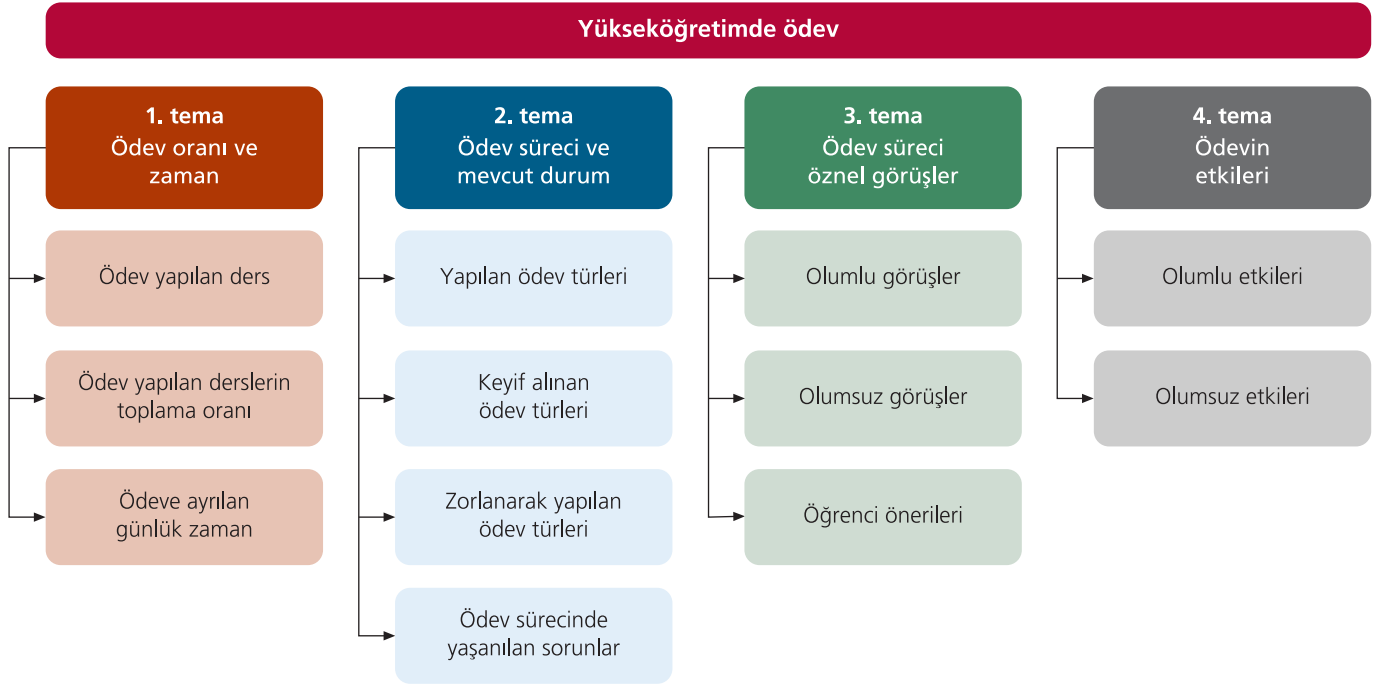 Yükseköğretimde ödev
1. tema
Ödev oranı ve
zaman
Ödev yapılan ders
Ödev yapılan derslerin
toplama oranı
Ödeve ayrılan
günlük zaman
2. tema
Ödev süreci ve
mevcut durum
Yapılan ödev türleri
Keyif alınan
ödev türleri
Zorlanarak yapılan
ödev türleri
Ödev sürecinde
yaşanılan sorunlar
3. tema
Ödev süreci
öznel görüşler
Olumlu görüşler
Olumsuz görüşler
Öğrenci önerileri
4. tema
Ödevin
etkileri
Olumlu etkileri
Olumsuz etkileri